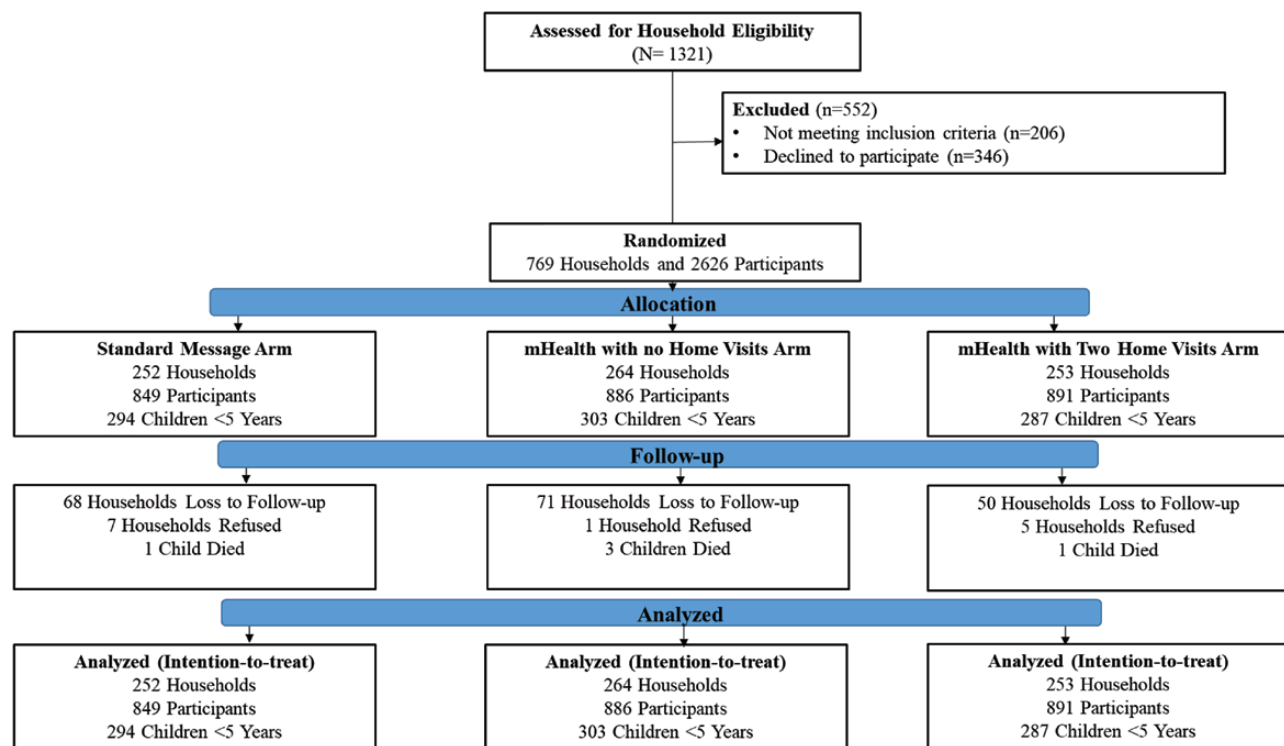 Assessed for Household Eligibility
(N= 1321)
Excluded (n=552)
• Not meeting inclusion criteria (n=206)
• Declined to participate (n=346)
Randomized
769 Households and 2626 Participants
Allocation
Standard Message Arm
252 Households
849 Participants
294 Children <5 Years
mHealth with no Home Visits Arm
264 Households
886 Participants
303 Children <5 Years
mHealth with Two Home Visits Arm
253 Households
891 Participants
287 Children <5 Years
Follow-up
68 Households Loss to Follow-up
7 Households Refused
1 Child Died
71 Households Loss to Follow-up
1 Household Refused
3 Children Died
50 Households Loss to Follow-up
5 Households Refused
1 Child Died
Analyzed
Analyzed (Intention-to-treat)
252 Households
849 Participants
294 Children <5 Years
Analyzed (Intention-to-treat)
264 Households
886 Participants
303 Children <5 Years
Analyzed (Intention-to-treat)
253 Households
891 Participants
287 Children <5 Years